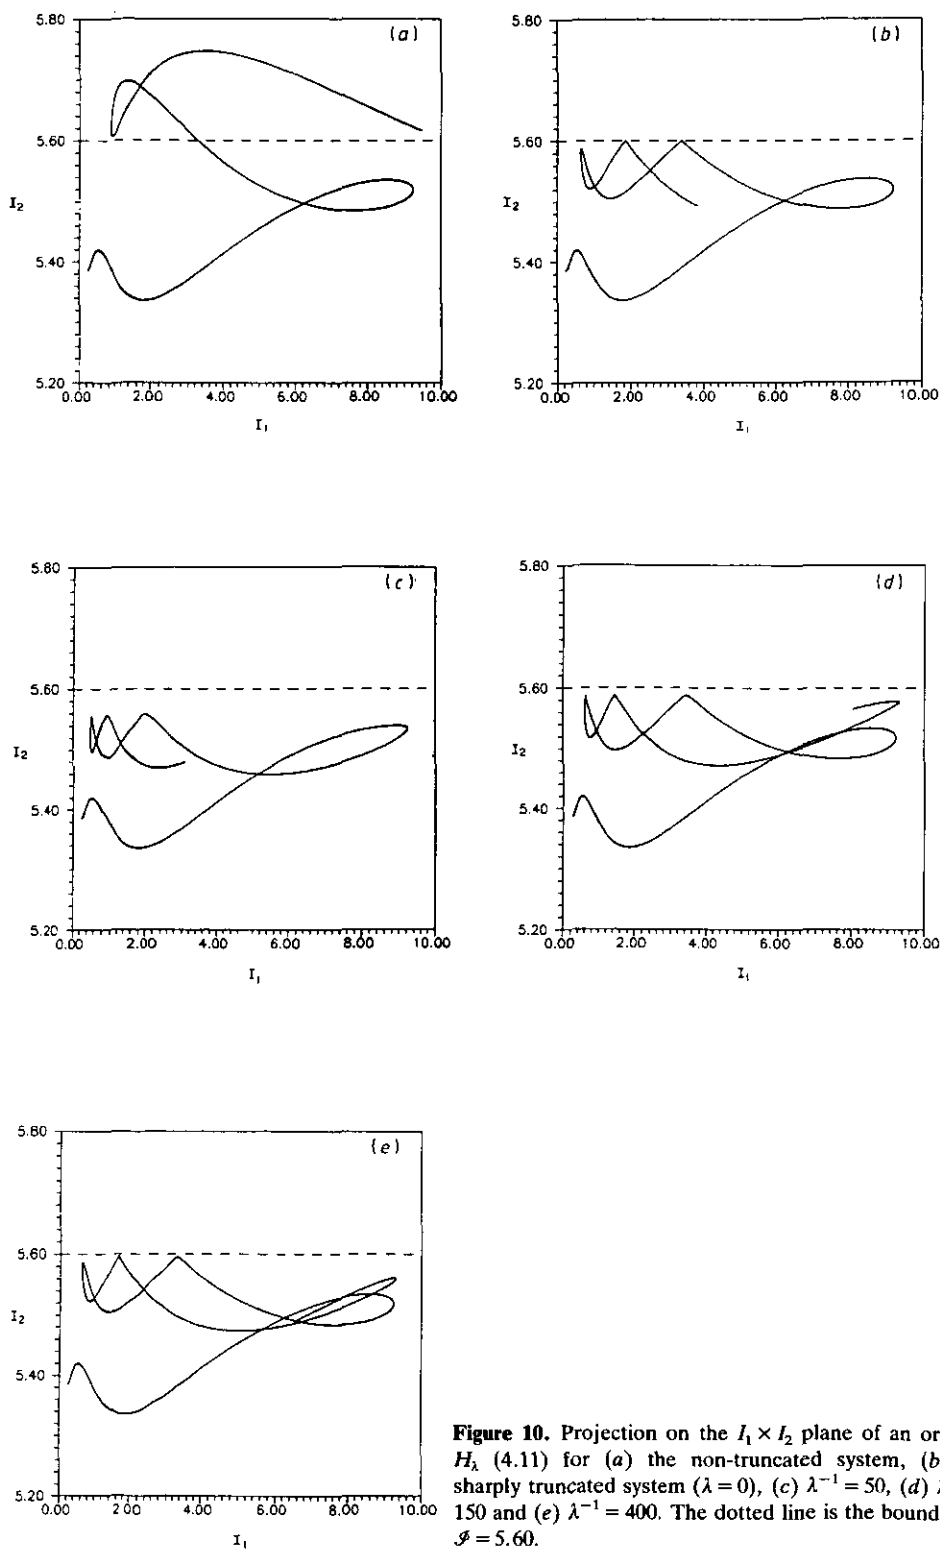 5.80
(a)
5.60
I₂
5.40
5.20
0.00 2.00 4.00 6.00 8.00 10.00
I₁
5.80
(b)
5.60
I₂
5.40
5.20
0.00 2.00 4.00 6.00 8.00 10.00
I₁
5.80
(c)
5.60
I₂
5.40
5.20
0.00 2.00 4.00 6.00 8.00 10.00
I₁
5.80
(d)
5.60
I₂
5.40
5.20
0.00 2.00 4.00 6.00 8.00 10.00
I₁
5.80
(e)
5.60
I₂
5.40
5.20
0.00 2.00 4.00 6.00 8.00 10.00
I₁
Figure 10. Projection on the I₁ × I₂ plane of an or
H_λ (4.11) for (a) the non-truncated system, (b
sharply truncated system (λ = 0), (c) λ⁻¹ = 50, (d)
150 and (e) λ⁻¹ = 400. The dotted line is the bound
𝓘 = 5.60.